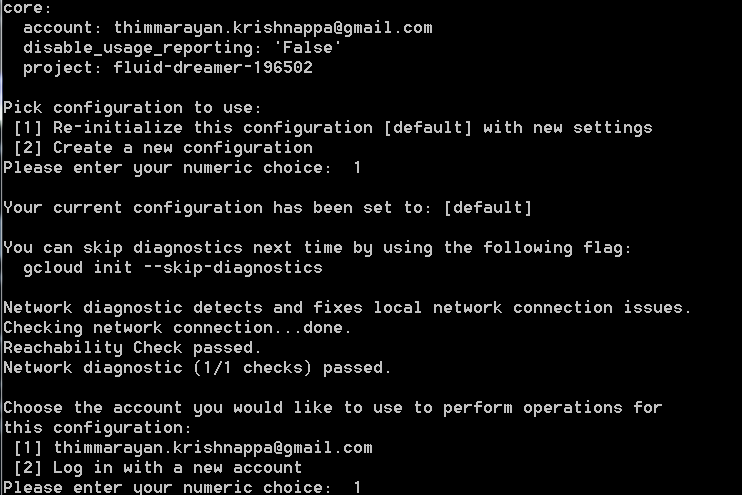 core:
  account: thimmarayan.krishnappa@gmail.com
  disable_usage_reporting: 'False'
  project: fluid-dreamer-196502

Pick configuration to use:
 [1] Re-initialize this configuration [default] with new settings
 [2] Create a new configuration
Please enter your numeric choice:  1

Your current configuration has been set to: [default]

You can skip diagnostics next time by using the following flag:
  gcloud init --skip-diagnostics

Network diagnostic detects and fixes local network connection issues.
Checking network connection...done.
Reachability Check passed.
Network diagnostic (1/1 checks) passed.

Choose the account you would like to use to perform operations for
this configuration:
 [1] thimmarayan.krishnappa@gmail.com
 [2] Log in with a new account
Please enter your numeric choice:  1